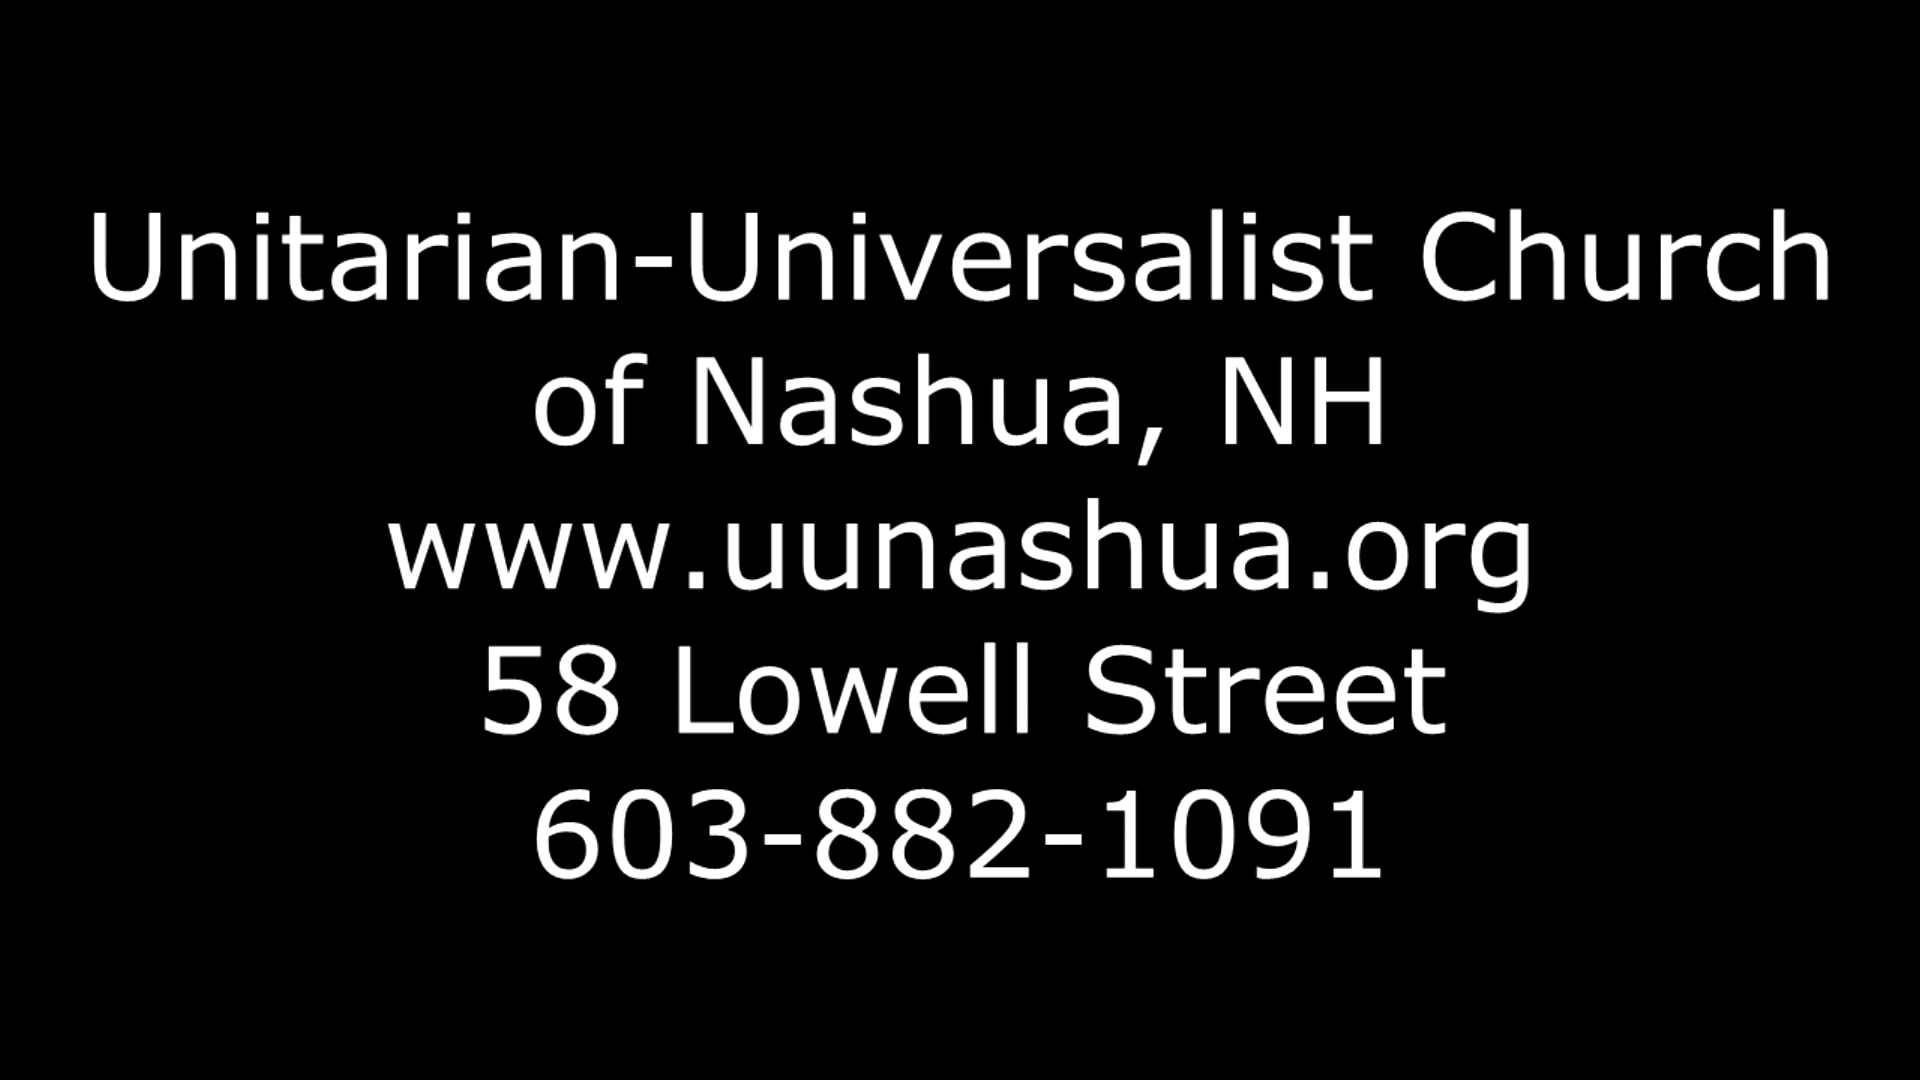 Unitarian-Universalist Church
of Nashua, NH
www.uunashua.org
58 Lowell Street
603-882-1091